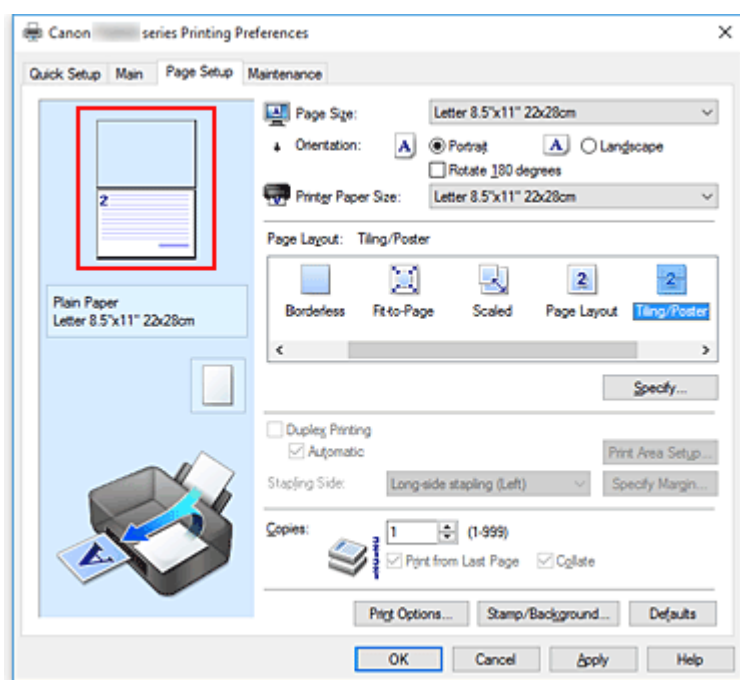 Canon series Printing Preferences
Quick Setup Main Page Setup Maintenance
2
Plain Paper
Letter 8.5"x11" 22x28cm
A
Page Size: Letter 8.5"x11" 22x28cm
Orientation: A Portrait A Landscape
Rotate 180 degrees
Printer Paper Size: Letter 8.5"x11" 22x28cm
Page Layout: Tiling/Poster
2 2
Borderless Fit-to-Page Scaled Page Layout Tiling/Poster
Specify...
Duplex Printing
Automatic Print Area Setup...
Stapling Side: Long-side stapling (Left) Specify Margin...
Copies: 1 (1-999)
Print from Last Page Collate
Print Options... Stamp/Background... Defaults
OK Cancel Apply Help